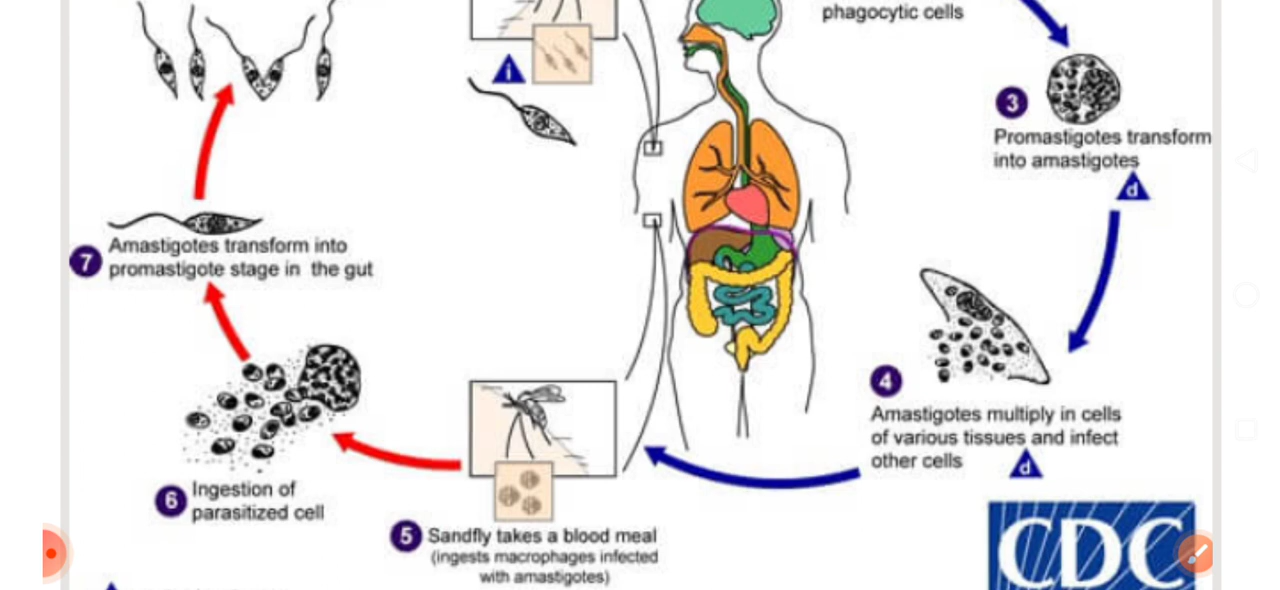 phagocytic cells
i
3
Promastigotes transform
into amastigotes
d
7
Amastigotes transform into
promastigote stage in the gut
4
Amastigotes multiply in cells
of various tissues and infect
other cells
d
6
Ingestion of
parasitized cell
5
Sandfly takes a blood meal
(ingests macrophages infected
with amastigotes)
CDC